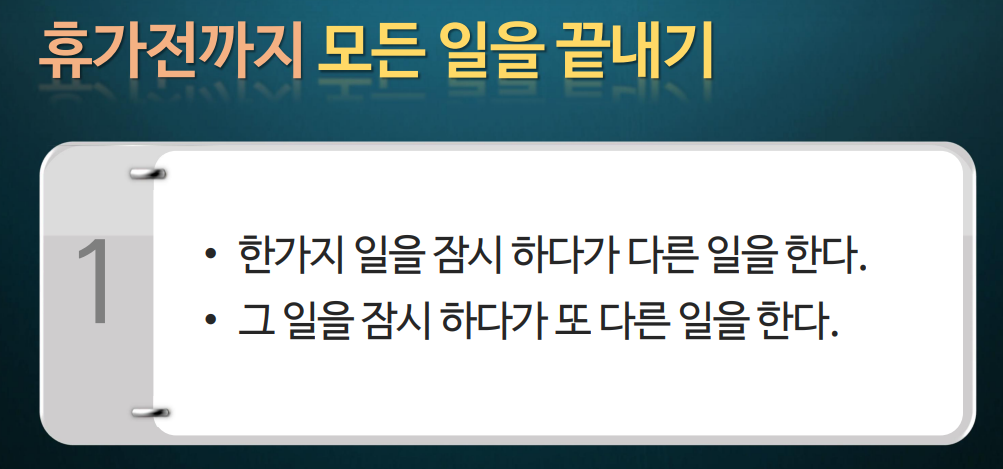 휴가전까지 모든 일을 끝내기
1
• 한가지 일을 잠시 하다가 다른 일을 한다.
• 그 일을 잠시 하다가 또 다른 일을 한다.